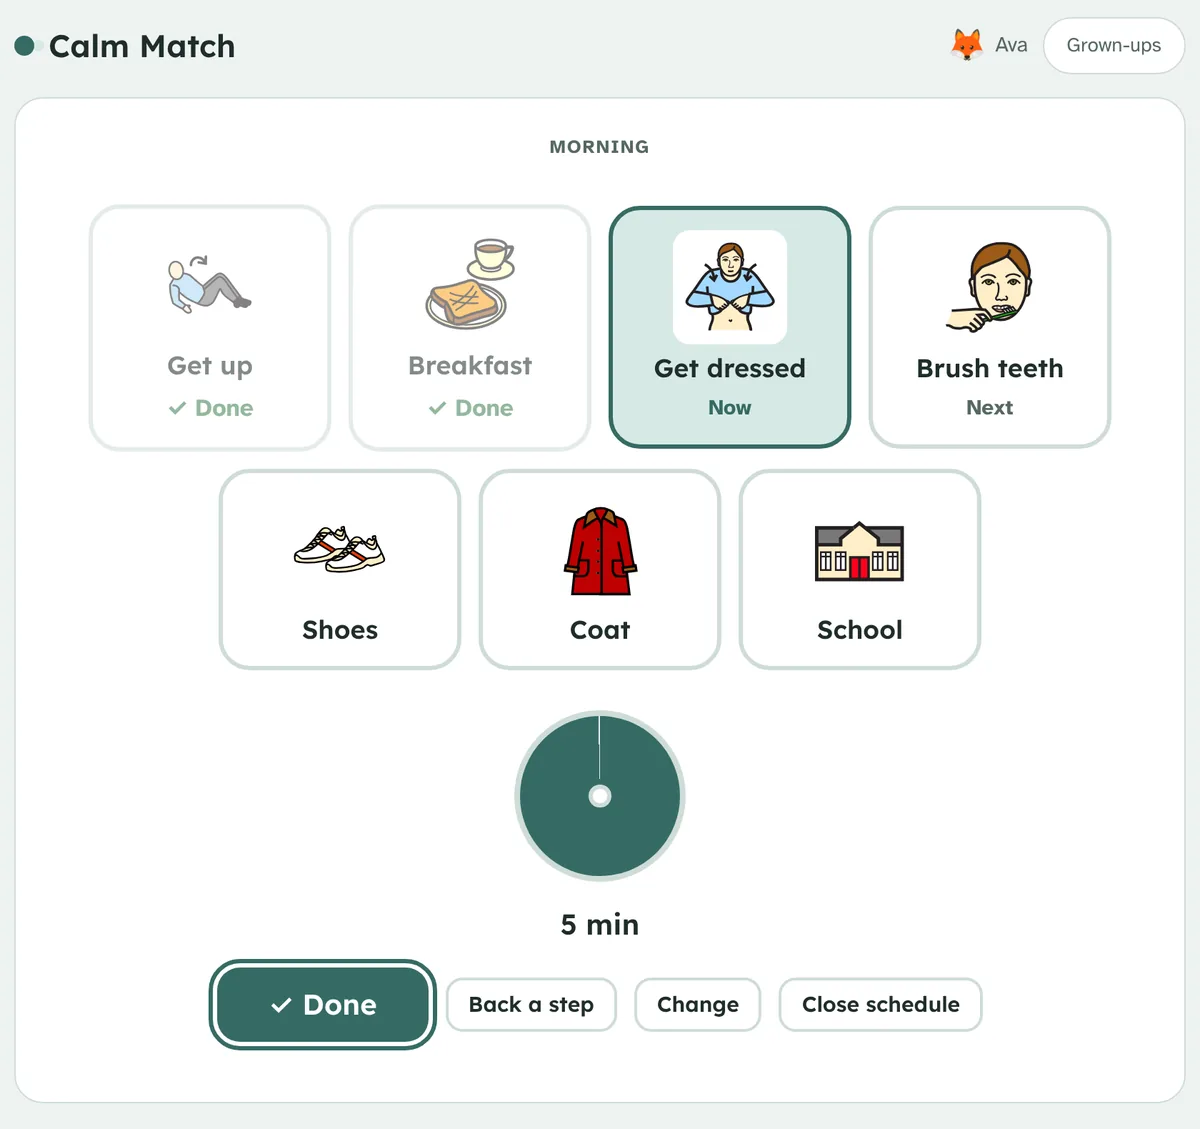 Calm Match
Ava
Grown-ups
MORNING
Get up
✓ Done
Breakfast
✓ Done
Get dressed
Now
Brush teeth
Next
Shoes
Coat
School
5 min
✓ Done
Back a step
Change
Close schedule